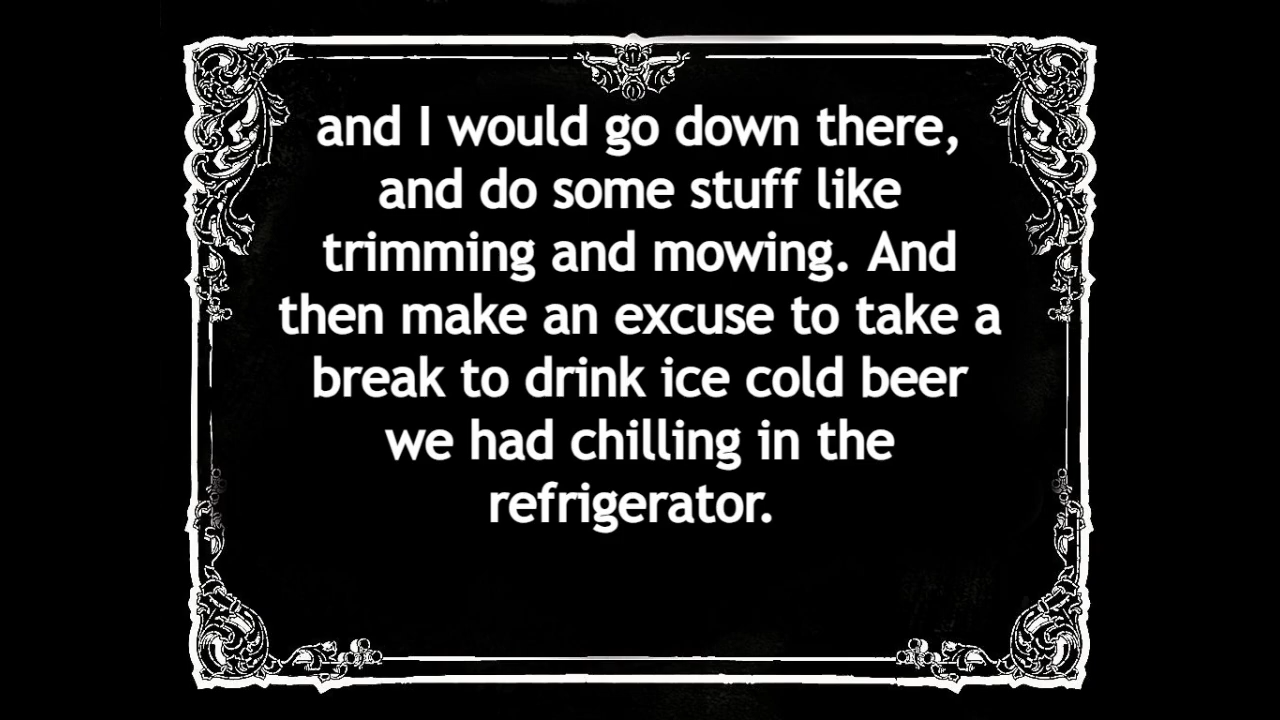 and I would go down there,
and do some stuff like
trimming and mowing. And
then make an excuse to take a
break to drink ice cold beer
we had chilling in the
refrigerator.